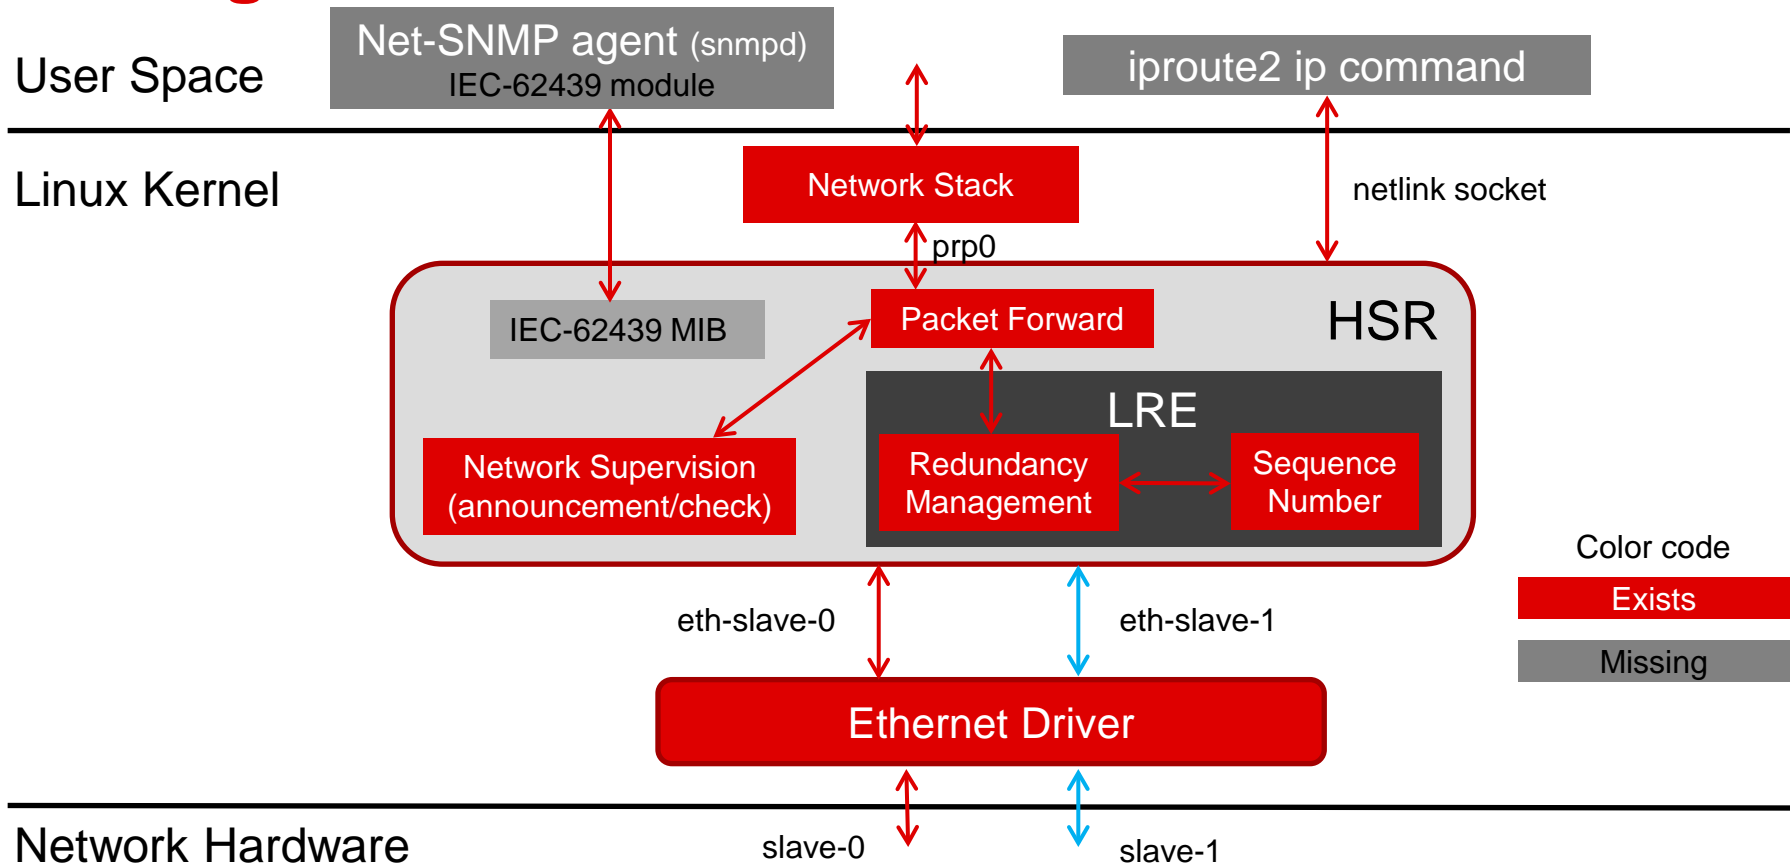 User Space
Net-SNMP agent (snmpd)
IEC-62439 module
iproute2 ip command
Linux Kernel
Network Stack
netlink socket
prp0
IEC-62439 MIB
Packet Forward
HSR
LRE
Network Supervision
(announcement/check)
Redundancy
Management
Sequence
Number
Color code
Exists
Missing
eth-slave-0
eth-slave-1
Ethernet Driver
Network Hardware
slave-0
slave-1